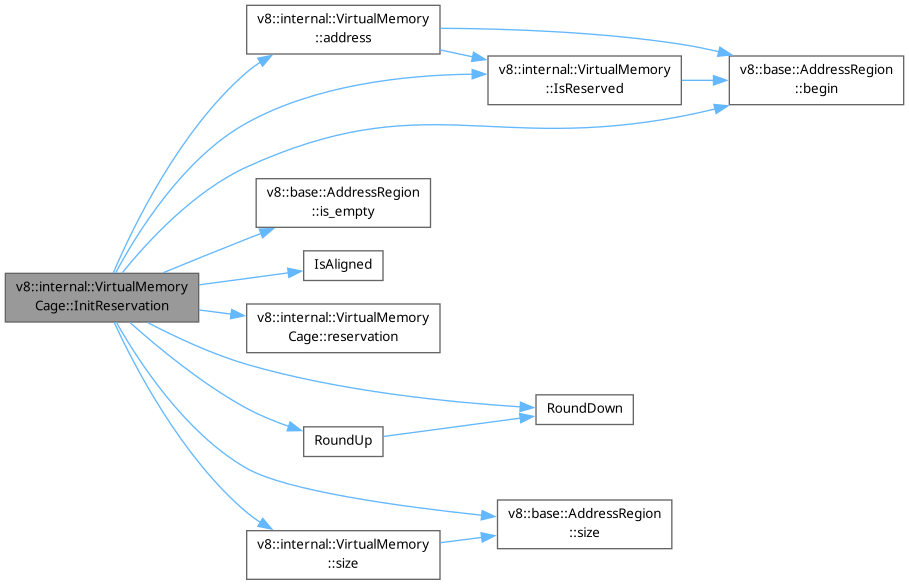 v8::internal::VirtualMemory
::address
v8::internal::VirtualMemory
::IsReserved
v8::base::AddressRegion
::begin
v8::base::AddressRegion
::is_empty
IsAligned
v8::internal::VirtualMemory
Cage::InitReservation
v8::internal::VirtualMemory
Cage::reservation
RoundDown
RoundUp
v8::base::AddressRegion
::size
v8::internal::VirtualMemory
::size